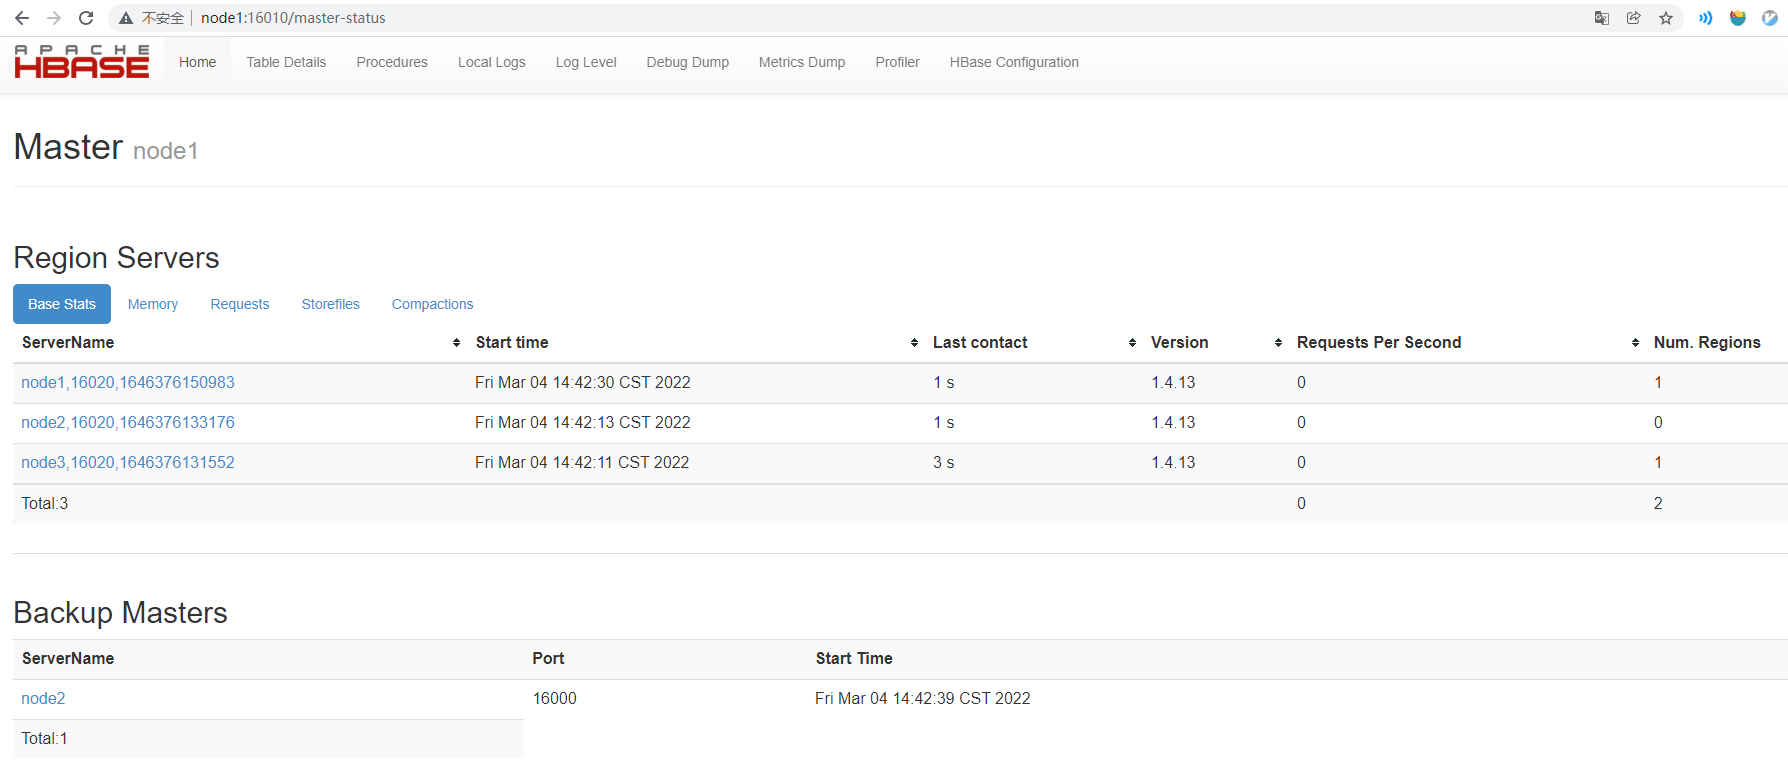 不安全 node1:16010/master-status
APACHE
HBASE
Home Table Details Procedures Local Logs Log Level Debug Dump Metrics Dump Profiler HBase Configuration
Master node1
Region Servers
Base Stats Memory Requests Storefiles Compactions
ServerName Start time Last contact Version Requests Per Second Num. Regions
node1,16020,1646376150983 Fri Mar 04 14:42:30 CST 2022 1 s 1.4.13 0 1
node2,16020,1646376133176 Fri Mar 04 14:42:13 CST 2022 1 s 1.4.13 0 0
node3,16020,1646376131552 Fri Mar 04 14:42:11 CST 2022 3 s 1.4.13 0 1
Total:3 0 2
Backup Masters
ServerName Port Start Time
node2 16000 Fri Mar 04 14:42:39 CST 2022
Total:1